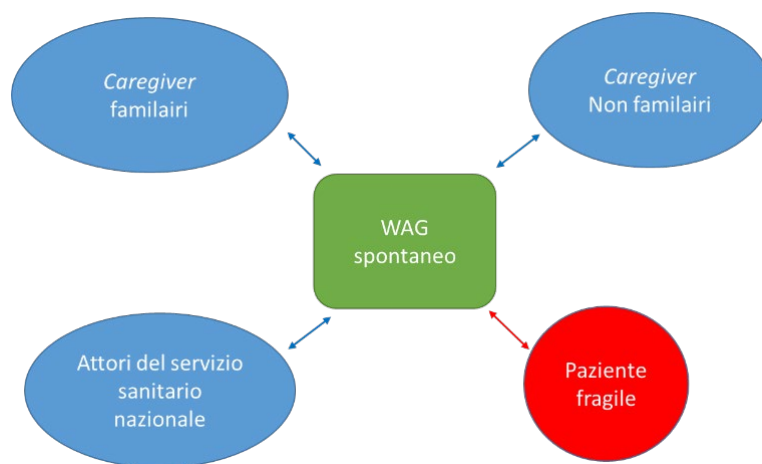 Caregiver
familairi
Caregiver
Non familairi
WAG
spontaneo
Attori del servizio
sanitario
nazionale
Paziente
fragile